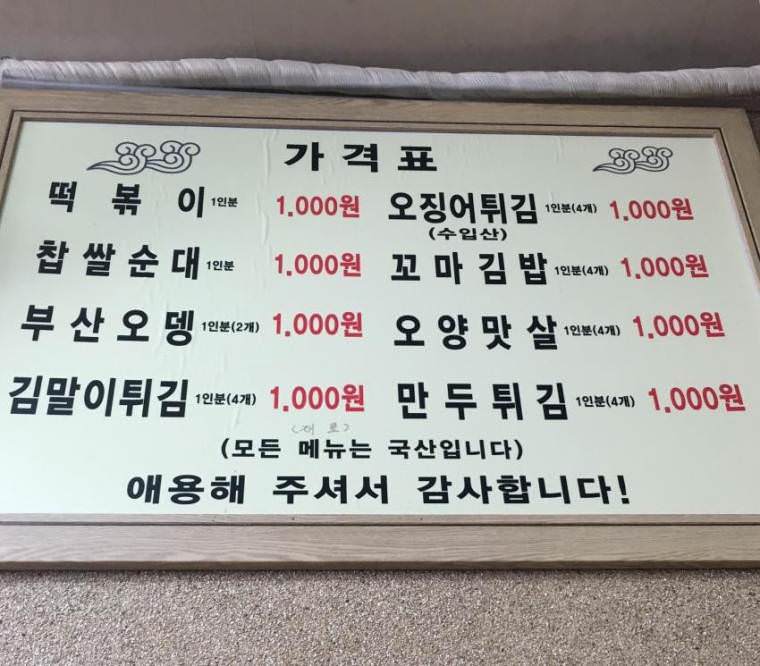 가격표
떡볶이 1인분 1.000원 오징어튀김 1인분(4개) 1.000원
(수입산)
찹쌀순대 1인분 1.000원 꼬마김밥 1인분(4개) 1.000원
부산오뎅 1인분(2개) 1.000원 오양맛살 1인분(4개) 1.000원
김말이튀김 1인분(4개) 1.000원 만두튀김 1인분(4개) 1.000원
(모든 메뉴는 국산입니다)
애용해 주셔서 감사합니다!